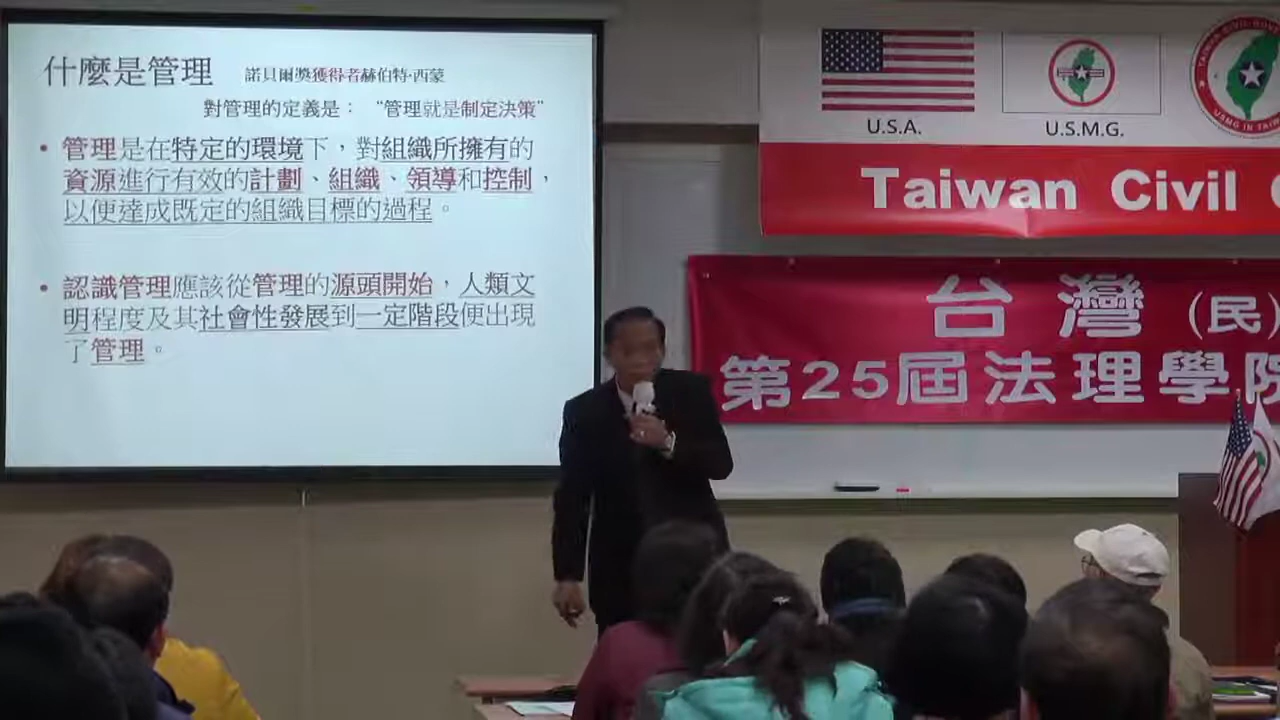 什麼是管理 諾貝爾獎獲得者赫伯特·西蒙
對管理的定義是： “管理就是制定決策”
• 管理是在特定的環境下，對組織所擁有的
資源進行有效的計劃、組織、領導和控制，
以便達成既定的組織目標的過程。
• 認識管理應該從管理的源頭開始，人類文
明程度及其社會性發展到一定階段便出現
了管理。
U.S.A.
U.S.M.G.
TAIWAN CIVIL GOV
USMG IN TAIW
Taiwan Civil G
台灣（民）
第25屆法理學院